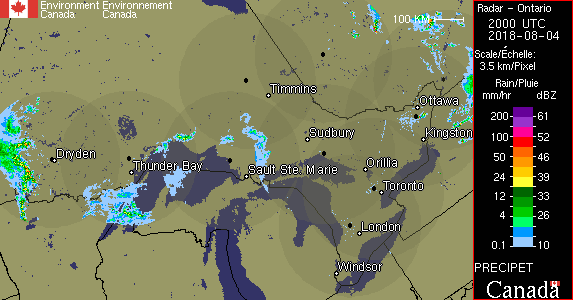 Environment Environnement
Canada Canada
100 KM
Timmins
Ottawa
Sudbury
Kingston
Dryden
Thunder Bay
Sault Ste. Marie
Orillia
Toronto
London
Windsor
Radar - Ontario
2000 UTC
2018-08-04
Scale/Échelle:
3.5 km/Pixel
Rain/Pluie
mm/hr dBZ
200 61
100 52
50 46
24 39
12 33
4 26
0.1 10
PRECIPET
Canada